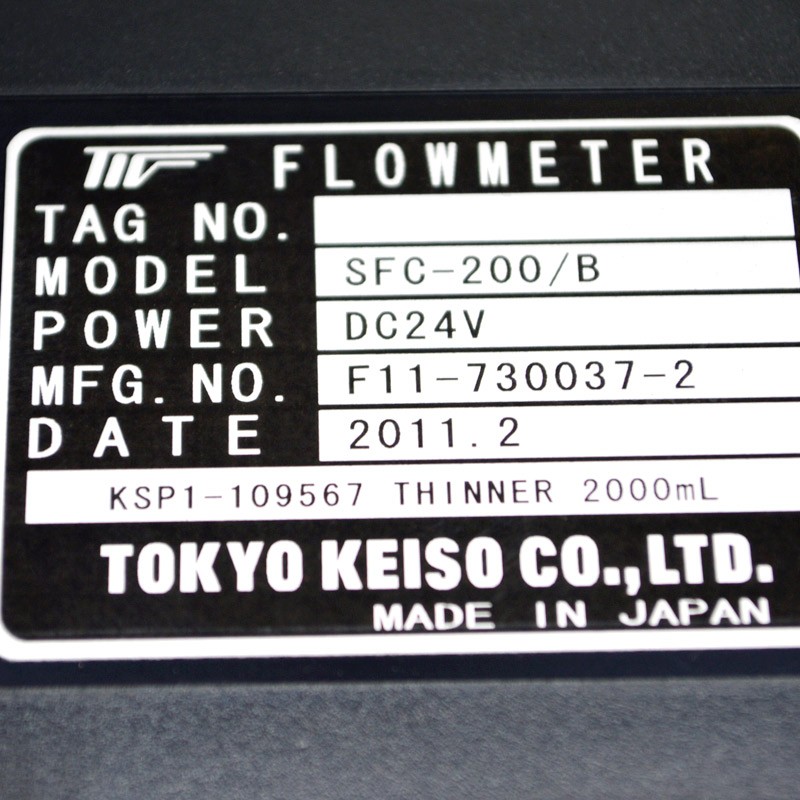 FLOWMETER
TAG NO.
MODEL SFC-200/B
POWER DC24V
MFG. NO. F11-730037-2
DATE 2011.2
KSP1-109567 THINNER 2000mL
TOKYO KEISO CO.,LTD.
MADE IN JAPAN